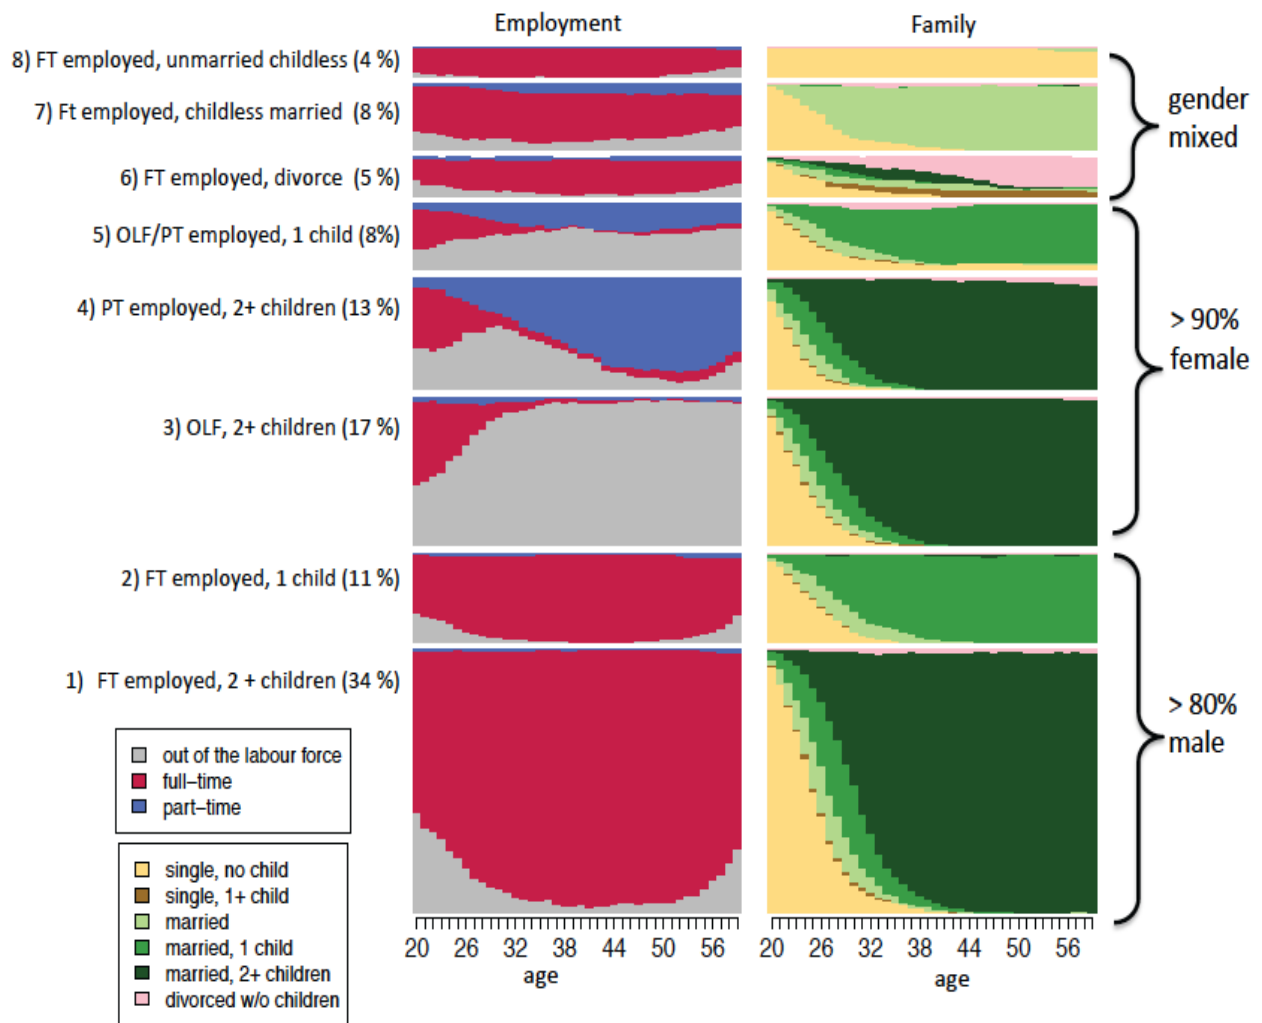 Employment
Family
8) FT employed, unmarried childless (4 %)
7) Ft employed, childless married (8 %)
6) FT employed, divorce (5 %)
5) OLF/PT employed, 1 child (8%)
4) PT employed, 2+ children (13 %)
3) OLF, 2+ children (17 %)
2) FT employed, 1 child (11 %)
1) FT employed, 2 + children (34 %)
gender
mixed
> 90%
female
> 80%
male
out of the labour force
full–time
part–time
single, no child
single, 1+ child
married
married, 1 child
married, 2+ children
divorced w/o children
20 26 32 38 44 50 56
age
20 26 32 38 44 50 56
age